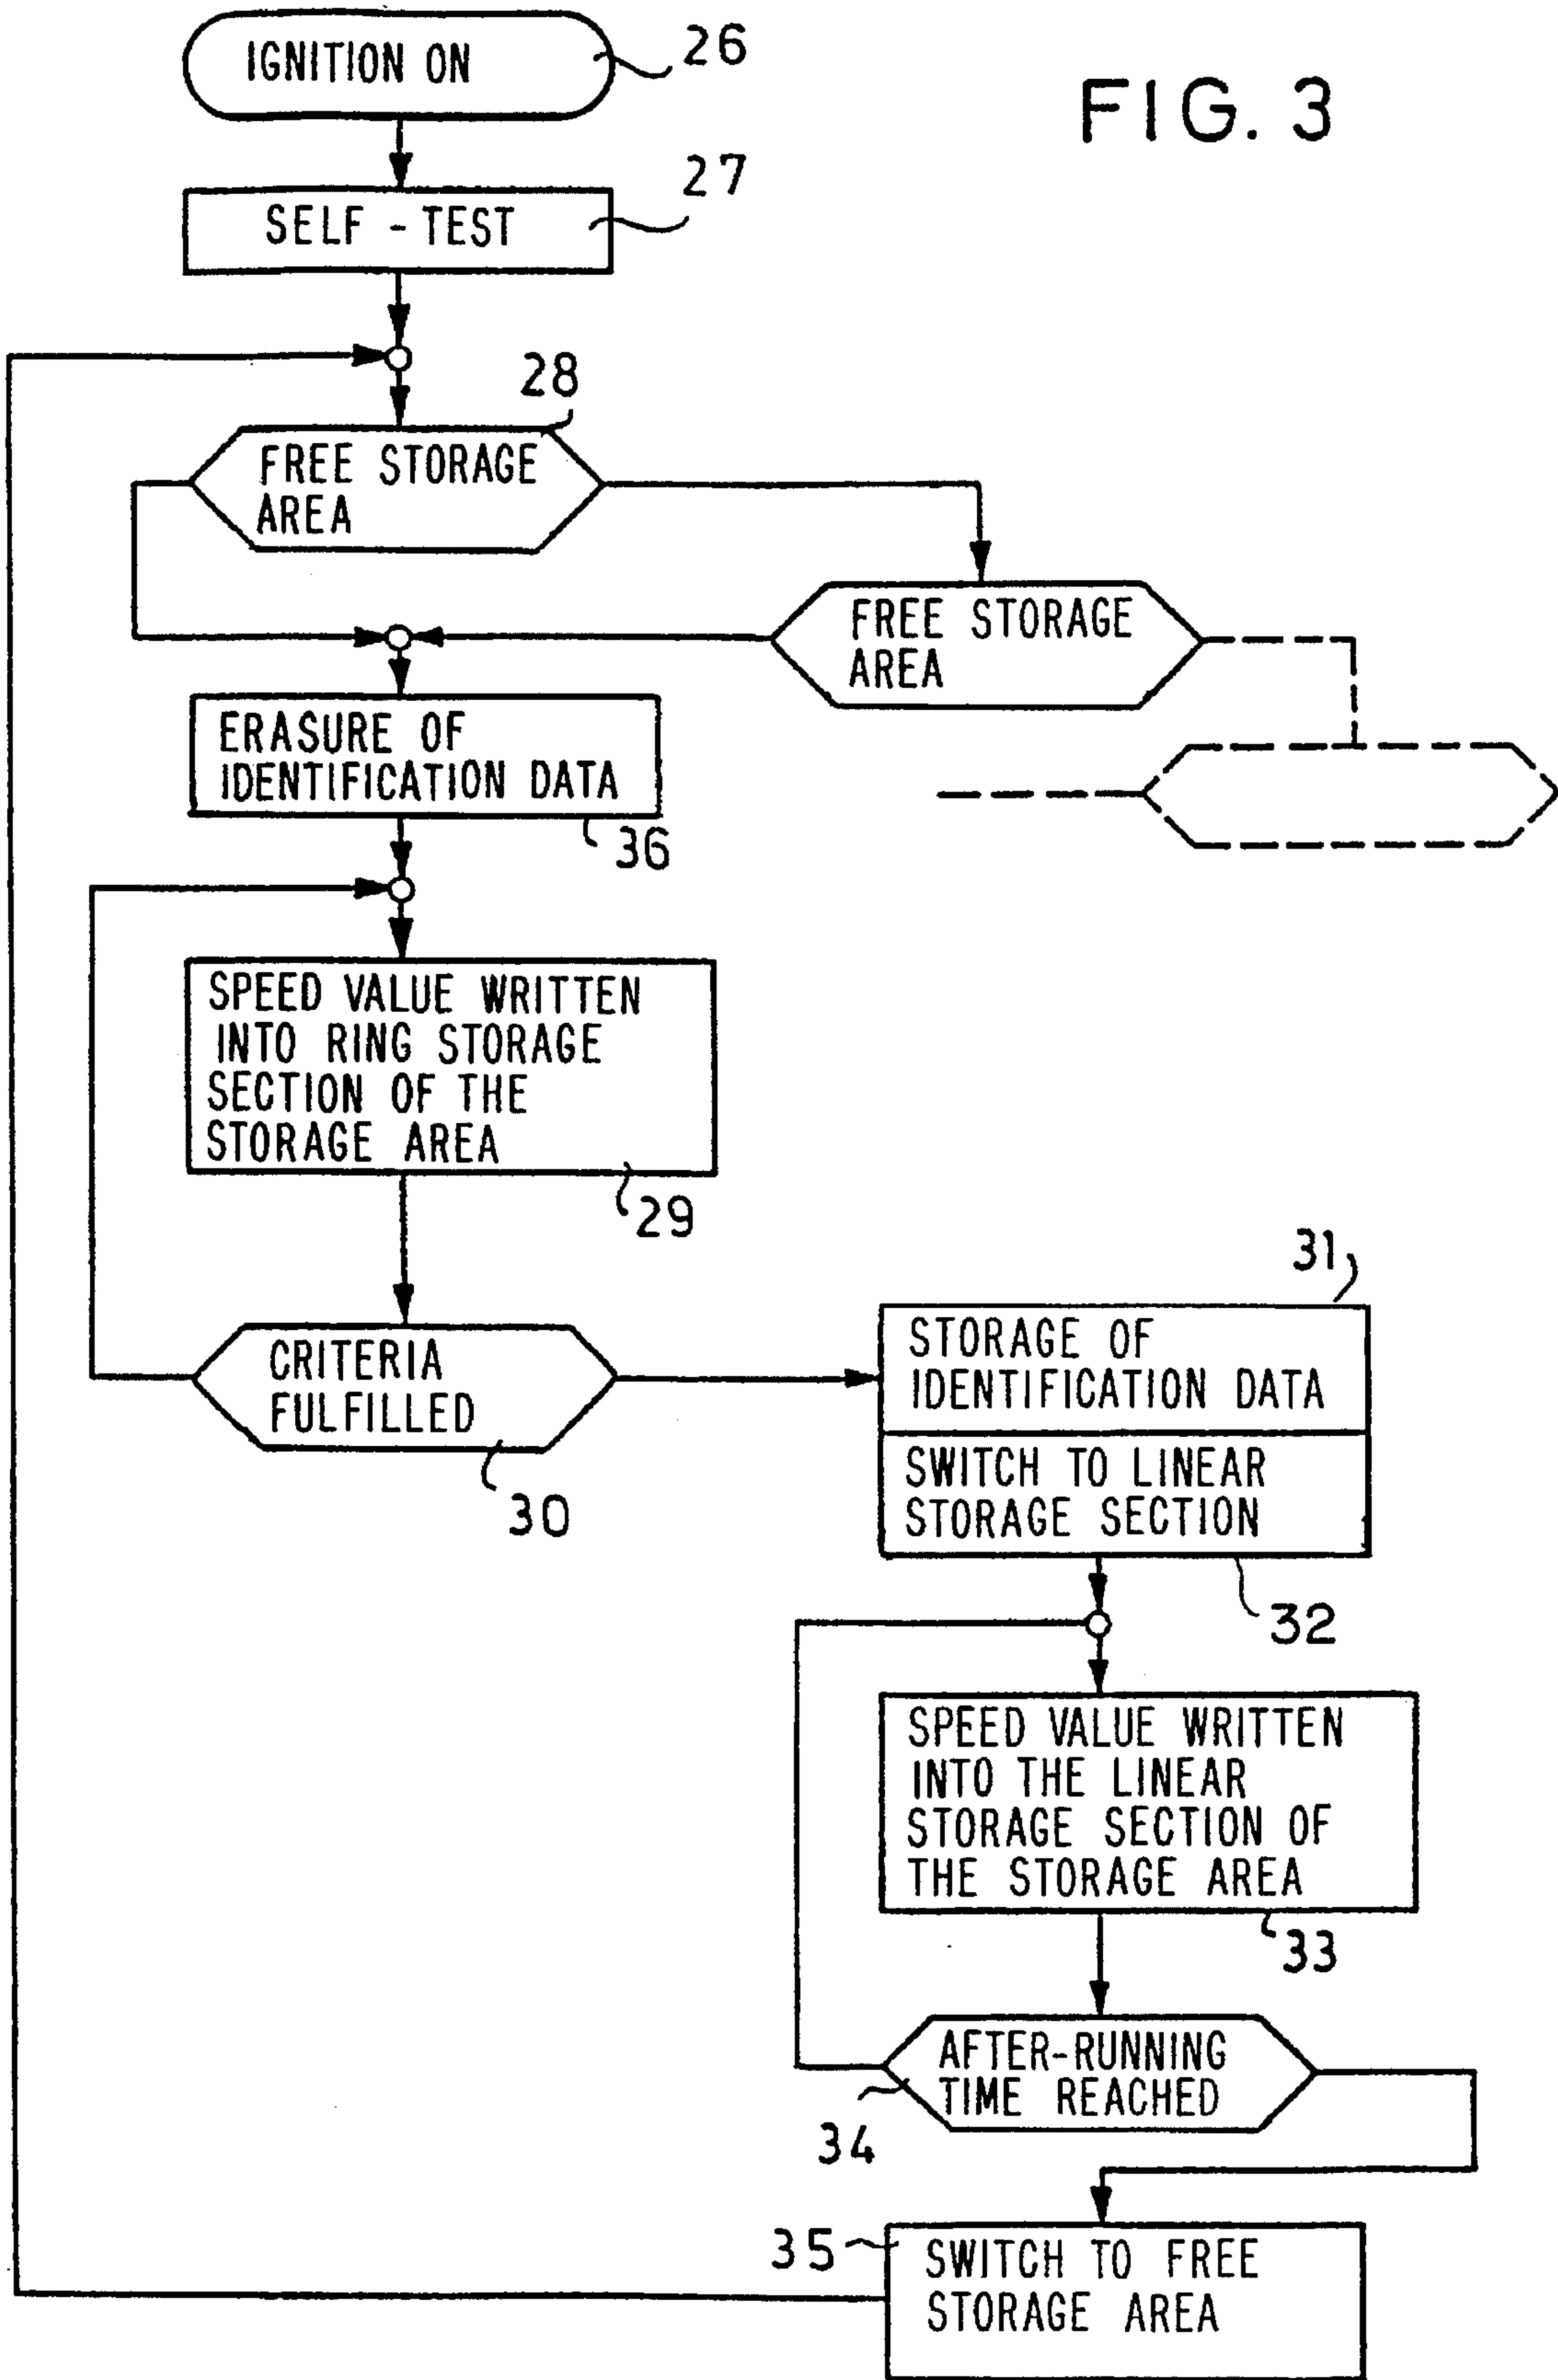 IGNITION ON
26
FIG. 3
SELF - TEST
27
28
FREE STORAGE
AREA
FREE STORAGE
AREA
ERASURE OF
IDENTIFICATION DATA
36
SPEED VALUE WRITTEN
INTO RING STORAGE
SECTION OF THE
STORAGE AREA
29
CRITERIA
FULFILLED
30
31
STORAGE OF
IDENTIFICATION DATA
SWITCH TO LINEAR
STORAGE SECTION
32
SPEED VALUE WRITTEN
INTO THE LINEAR
STORAGE SECTION OF
THE STORAGE AREA
33
AFTER-RUNNING
TIME REACHED
34
35
SWITCH TO FREE
STORAGE AREA